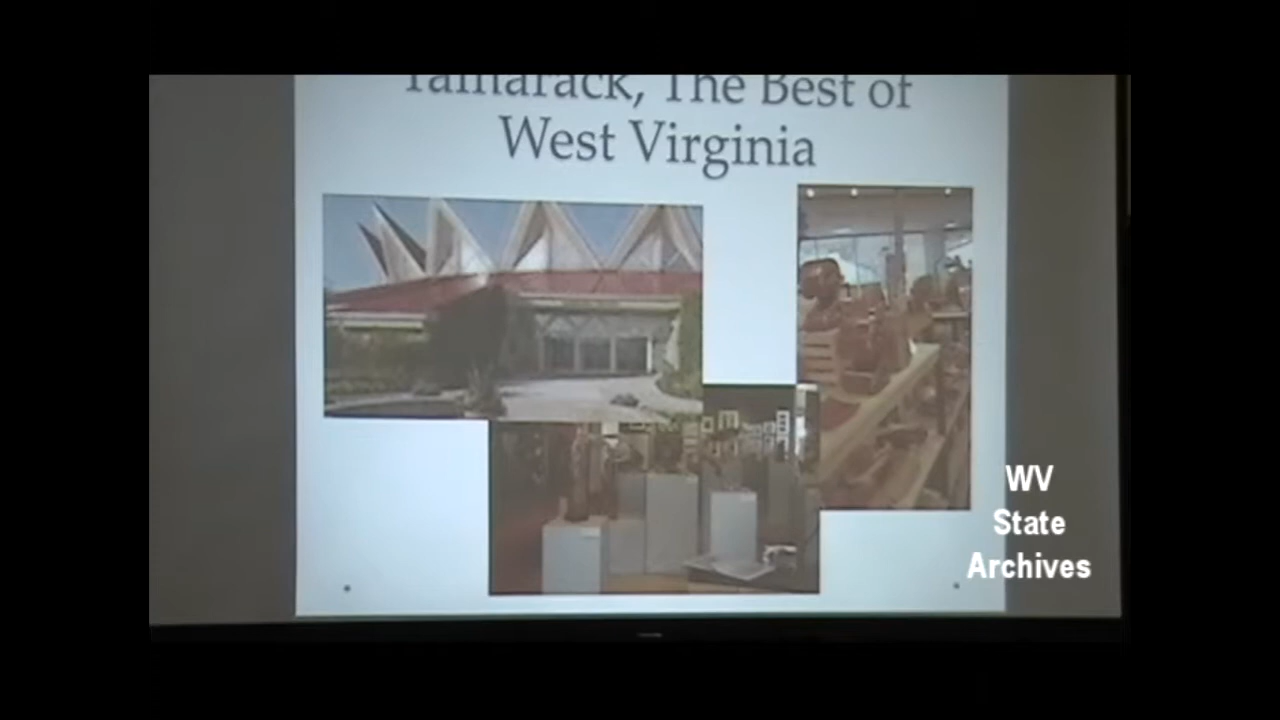 Tamarack, The Best of
West Virginia
WV
State
Archives